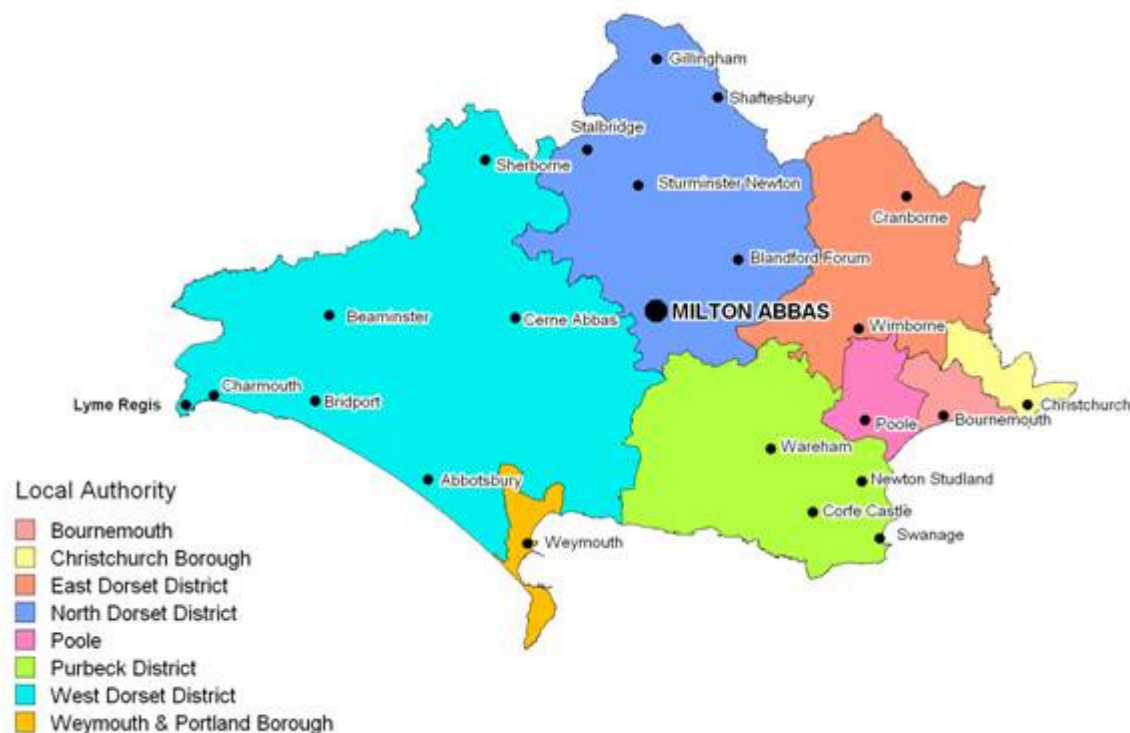 Gillingham
Shaftesbury
Stalbridge
Sherborne
Sturminster Newton
Cranborne
Blandford Forum
MILTON ABBAS
Beaminster
Cerne Abbas
Wimborne
Charmouth
Lyme Regis
Bridport
Christchurch
Poole
Bournemouth
Wareham
Abbotsbury
Newton Studland
Corfe Castle
Swanage
Weymouth
Local Authority
Bournemouth
Christchurch Borough
East Dorset District
North Dorset District
Poole
Purbeck District
West Dorset District
Weymouth & Portland Borough